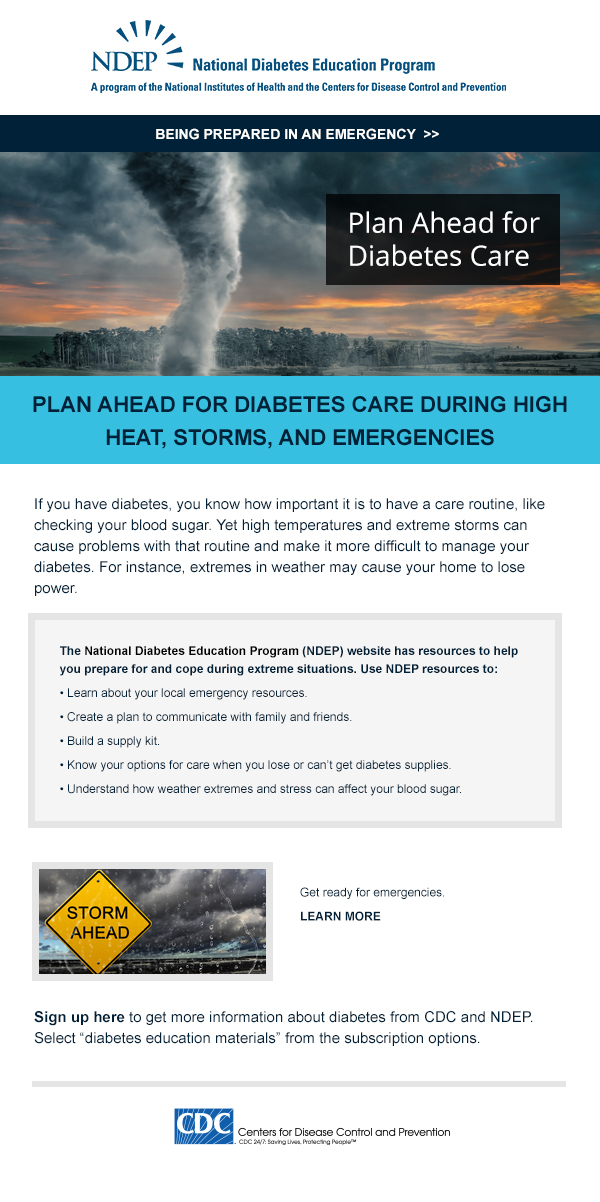 NDEP National Diabetes Education Program
A program of the National Institutes of Health and the Centers for Disease Control and Prevention
BEING PREPARED IN AN EMERGENCY >>
Plan Ahead for
Diabetes Care
PLAN AHEAD FOR DIABETES CARE DURING HIGH
HEAT, STORMS, AND EMERGENCIES
If you have diabetes, you know how important it is to have a care routine, like
checking your blood sugar. Yet high temperatures and extreme storms can
cause problems with that routine and make it more difficult to manage your
diabetes. For instance, extremes in weather may cause your home to lose
power.
The National Diabetes Education Program (NDEP) website has resources to help
you prepare for and cope during extreme situations. Use NDEP resources to:
• Learn about your local emergency resources.
• Create a plan to communicate with family and friends.
• Build a supply kit.
• Know your options for care when you lose or can’t get diabetes supplies.
• Understand how weather extremes and stress can affect your blood sugar.
STORM
AHEAD
Get ready for emergencies.
LEARN MORE
Sign up here to get more information about diabetes from CDC and NDEP.
Select “diabetes education materials” from the subscription options.
CDC Centers for Disease Control and Prevention
CDC 24/7: Saving Lives, Protecting People™